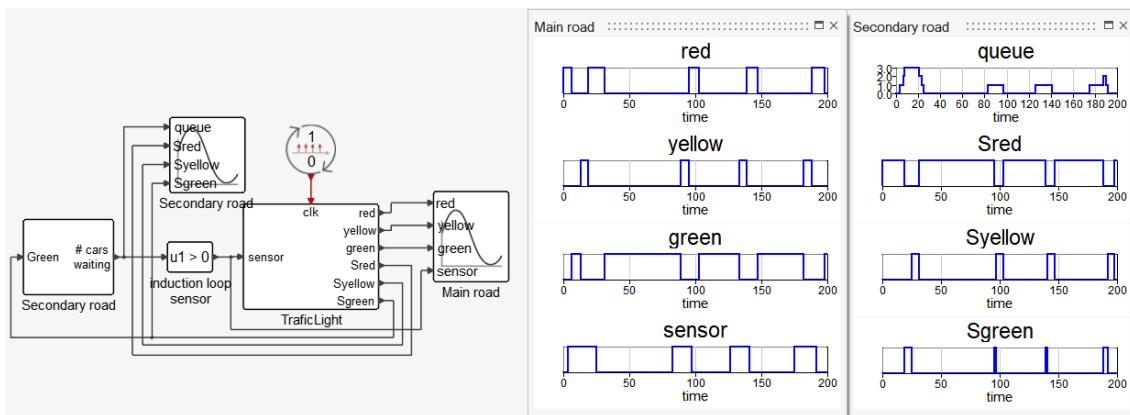 queue
Sred
Syellow
Sgreen
Secondary road
1
0
clk
Green
# cars
waiting
Secondary road
u1 > 0
induction loop
sensor
sensor
red
yellow
green
Sred
Syellow
Sgreen
TraficLight
red
yellow
green
sensor
Main road
Main road
red
0 50 100 150 200
time
yellow
0 50 100 150 200
time
green
0 50 100 150 200
time
sensor
0 50 100 150 200
time
Secondary road
queue
3.0
2.0
1.0
0.0
0 20 40 60 80 100 120 140 160 180 200
time
Sred
0 50 100 150 200
time
Syellow
0 50 100 150 200
time
Sgreen
0 50 100 150 200
time